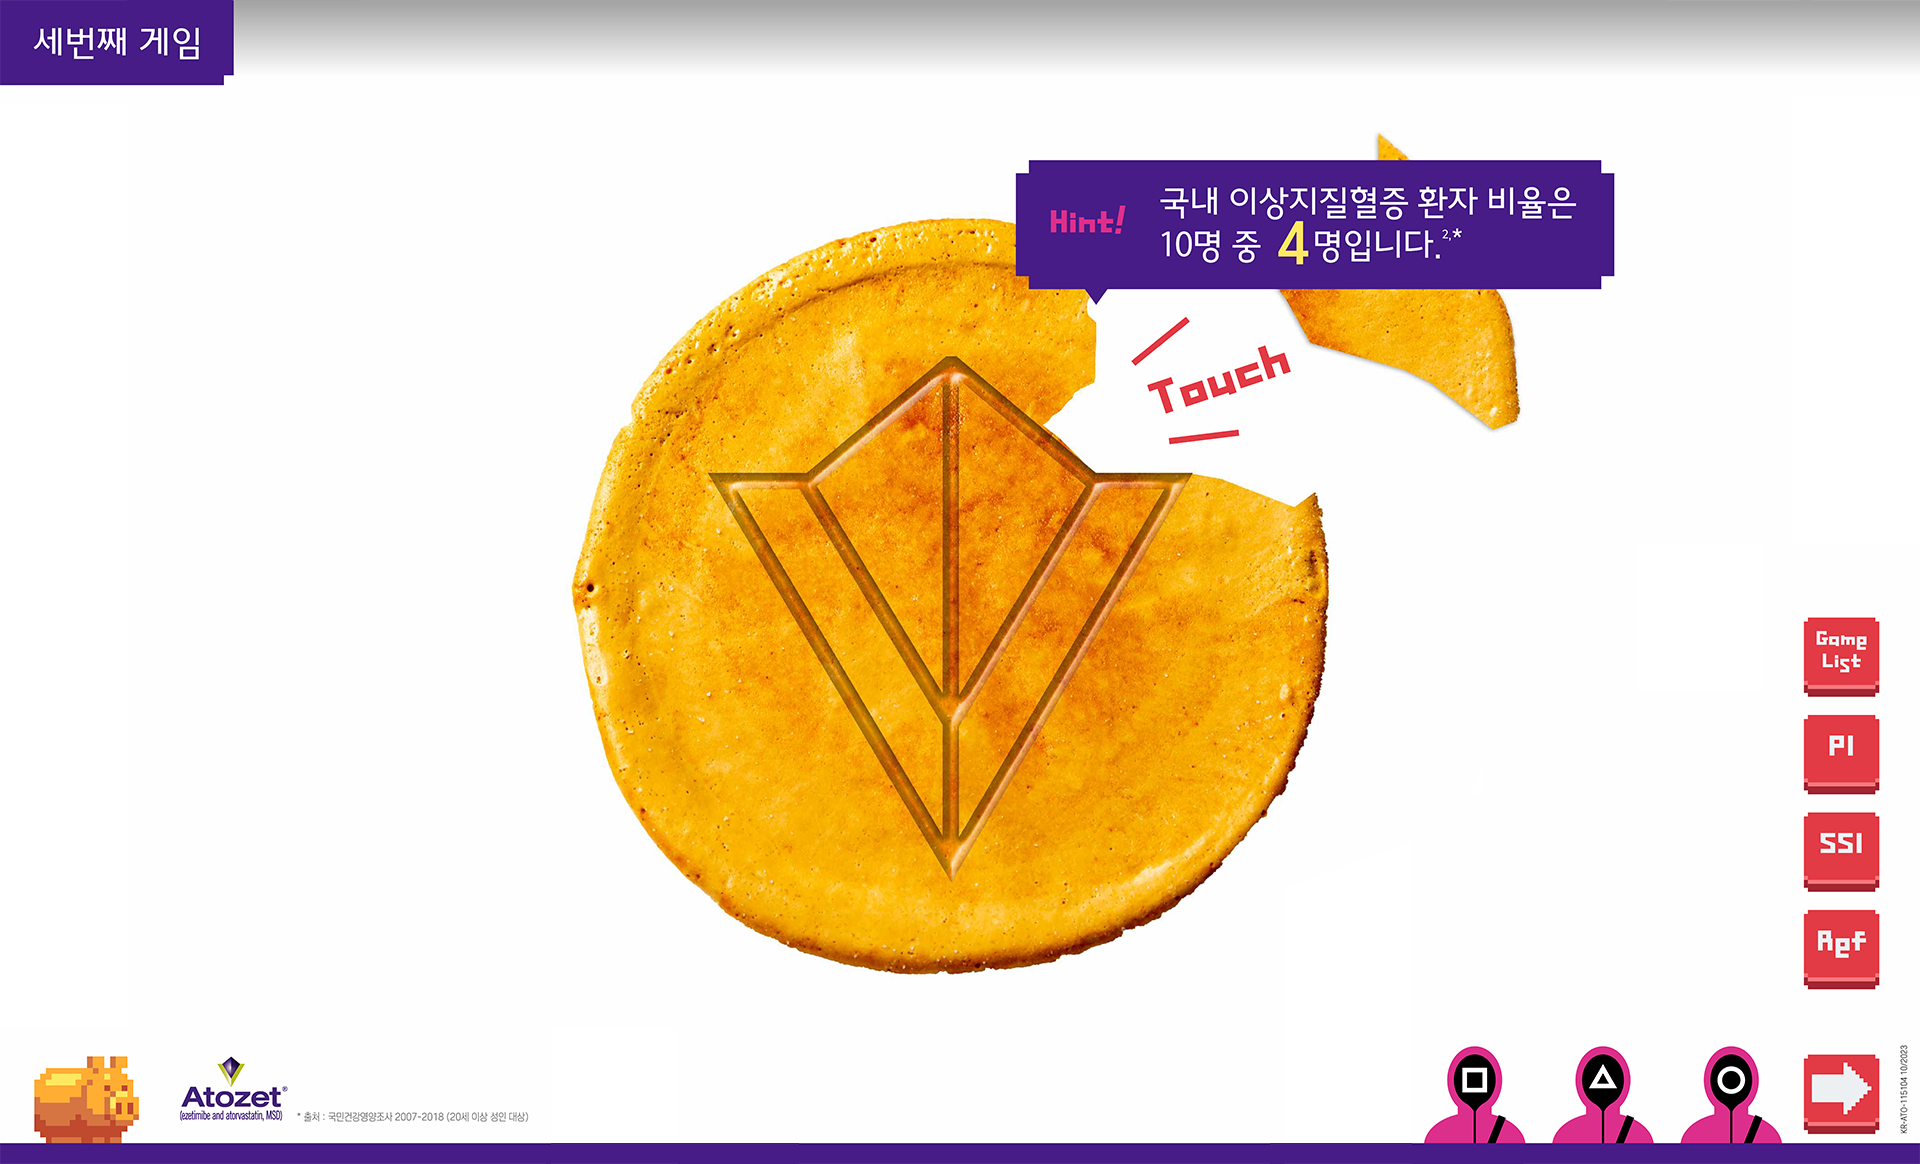 세번째 게임
Hint!
국내 이상지질혈증 환자 비율은
10명 중 4명입니다.2,*
Touch
Game
List
PI
SSI
Ref
Atozet®
(ezetimibe and atorvastatin, MSD)
* 출처 : 국민건강영양조사 2007-2018 (20세 이상 성인 대상)
KR-ATO-115104 10/2023